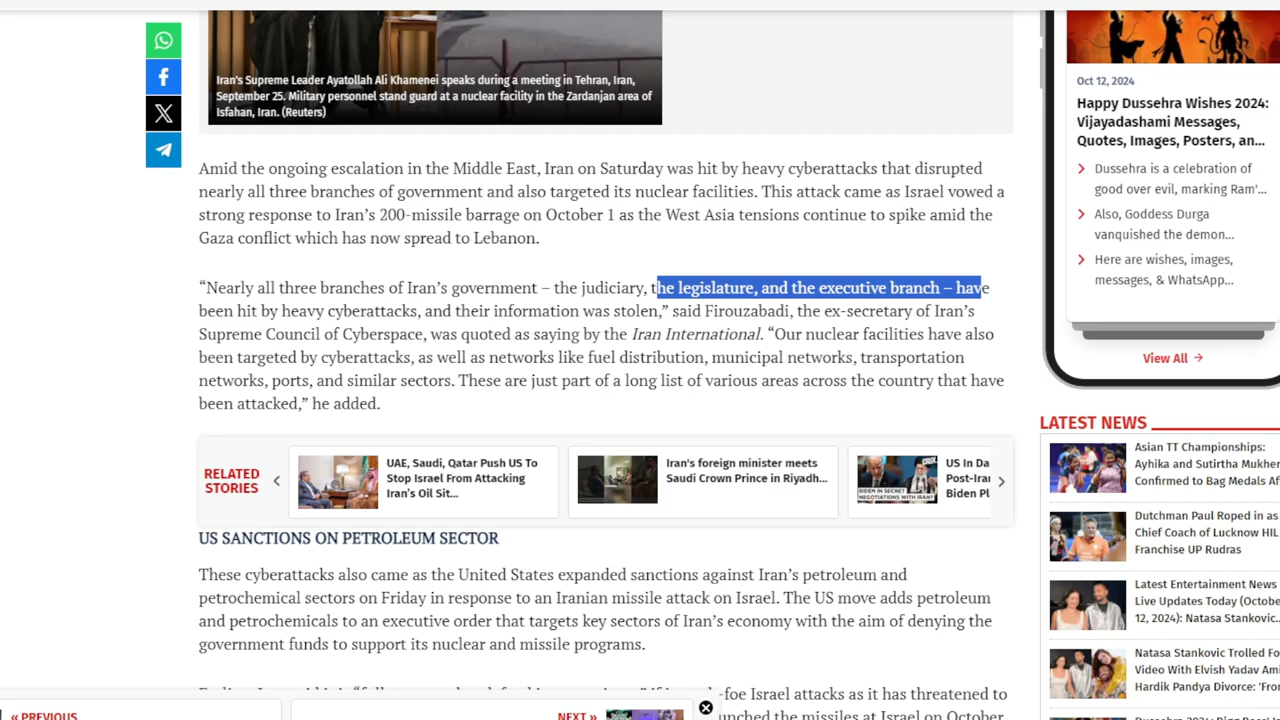 Iran's Supreme Leader Ayatollah Ali Khamenei speaks during a meeting in Tehran, Iran,
September 25. Military personnel stand guard at a nuclear facility in the Zardanjan area of
Isfahan, Iran. (Reuters)
Amid the ongoing escalation in the Middle East, Iran on Saturday was hit by heavy cyberattacks that disrupted
nearly all three branches of government and also targeted its nuclear facilities. This attack came as Israel vowed a
strong response to Iran’s 200-missile barrage on October 1 as the West Asia tensions continue to spike amid the
Gaza conflict which has now spread to Lebanon.
“Nearly all three branches of Iran’s government – the judiciary, the legislature, and the executive branch – have
been hit by heavy cyberattacks, and their information was stolen,” said Firouzabadi, the ex-secretary of Iran’s
Supreme Council of Cyberspace, was quoted as saying by the Iran International. “Our nuclear facilities have also
been targeted by cyberattacks, as well as networks like fuel distribution, municipal networks, transportation
networks, ports, and similar sectors. These are just part of a long list of various areas across the country that have
been attacked,” he added.
RELATED
STORIES
UAE, Saudi, Qatar Push US To
Stop Israel From Attacking
Iran’s Oil Sit...
Iran's foreign minister meets
Saudi Crown Prince in Riyadh...
US In Da
Post-Iran
Biden Pl
BIDEN IN SECRET
NEGOTIATIONS WITH IRAN?
CRUX
US SANCTIONS ON PETROLEUM SECTOR
These cyberattacks also came as the United States expanded sanctions against Iran’s petroleum and
petrochemical sectors on Friday in response to an Iranian missile attack on Israel. The US move adds petroleum
and petrochemicals to an executive order that targets key sectors of Iran’s economy with the aim of denying the
government funds to support its nuclear and missile programs.
-foe Israel attacks as it has threatened to
unched the missiles at Israel on October
« PREVIOUS
NEXT »
Oct 12, 2024
Happy Dussehra Wishes 2024:
Vijayadashami Messages,
Quotes, Images, Posters, an...
Dussehra is a celebration of
good over evil, marking Ram'...
Also, Goddess Durga
vanquished the demon...
Here are wishes, images,
messages, & WhatsApp...
View All
LATEST NEWS
Asian TT Championships:
Ayhika and Sutirtha Mukher
Confirmed to Bag Medals Af
Dutchman Paul Roped in as
Chief Coach of Lucknow HIL
Franchise UP Rudras
Latest Entertainment News
Live Updates Today (Octobe
12, 2024): Natasa Stankovic..
Natasa Stankovic Trolled Fo
Video With Elvish Yadav Ami
Hardik Pandya Divorce: 'Fron